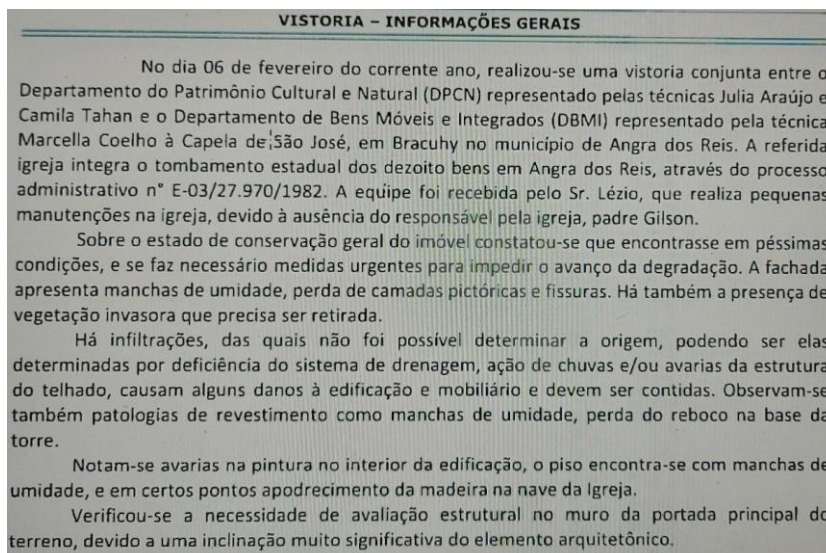 VISTORIA – INFORMAÇÕES GERAIS
No dia 06 de fevereiro do corrente ano, realizou-se uma vistoria conjunta entre o
Departamento do Patrimônio Cultural e Natural (DPCN) representado pelas técnicas Julia Araújo e
Camila Tahan e o Departamento de Bens Móveis e Integrados (DBMI) representado pela técnica
Marcella Coelho à Capela de São José, em Bracuhy no município de Angra dos Reis. A referida
igreja integra o tombamento estadual dos dezoito bens em Angra dos Reis, através do processo
administrativo n° E-03/27.970/1982. A equipe foi recebida pelo Sr. Lézio, que realiza pequenas
manutenções na igreja, devido à ausência do responsável pela igreja, padre Gilson.
Sobre o estado de conservação geral do imóvel constatou-se que encontrasse em péssimas
condições, e se faz necessário medidas urgentes para impedir o avanço da degradação. A fachada
apresenta manchas de umidade, perda de camadas pictóricas e fissuras. Há também a presença de
vegetação invasora que precisa ser retirada.
Há infiltrações, das quais não foi possível determinar a origem, podendo ser elas
determinadas por deficiência do sistema de drenagem, ação de chuvas e/ou avarias da estrutura
do telhado, causam alguns danos à edificação e mobiliário e devem ser contidas. Observam-se
também patologias de revestimento como manchas de umidade, perda do reboco na base da
torre.
Notam-se avarias na pintura no interior da edificação, o piso encontra-se com manchas de
umidade, e em certos pontos apodrecimento da madeira na nave da Igreja.
Verificou-se a necessidade de avaliação estrutural no muro da portada principal do
terreno, devido a uma inclinação muito significativa do elemento arquitetônico.